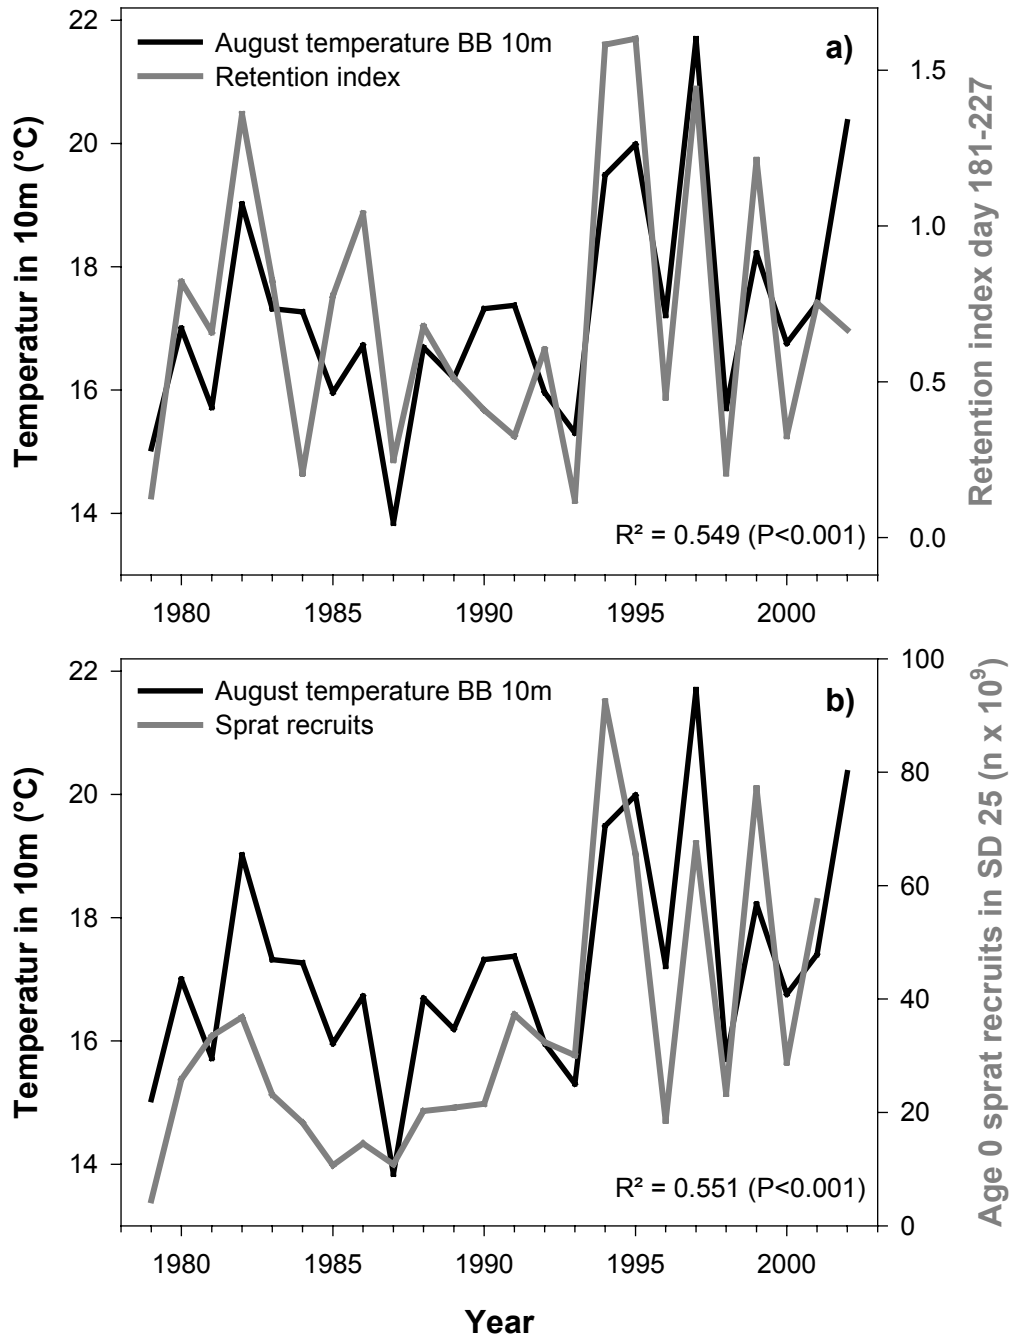 22
20
18
16
14
Temperatur in 10m (°C)
August temperature BB 10m
Retention index
a)
1.5
1.0
0.5
0.0
Retention index day 181-227
R² = 0.549 (P<0.001)
1980 1985 1990 1995 2000
22
20
18
16
14
Temperatur in 10m (°C)
August temperature BB 10m
Sprat recruits
b)
100
80
60
40
20
0
Age 0 sprat recruits in SD 25 (n x 10⁹)
R² = 0.551 (P<0.001)
1980 1985 1990 1995 2000
Year